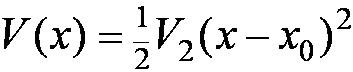 V(x) = ½V₂(x − x₀)²